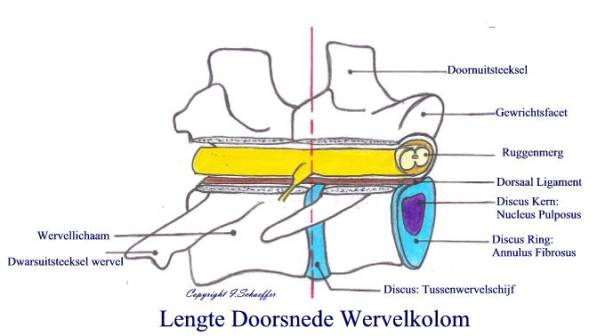 Doornuitsteeksel
Gewrichtsfacet
Ruggenmerg
Dorsaal Ligament
Discus Kern:
Nucleus Pulposus
Wervellichaam
Discus Ring:
Annulus Fibrosus
Dwarsuitsteeksel wervel
Discus: Tussenwervelschijf
Copyright F.Schaeffer
Lengte Doorsnede Wervelkolom